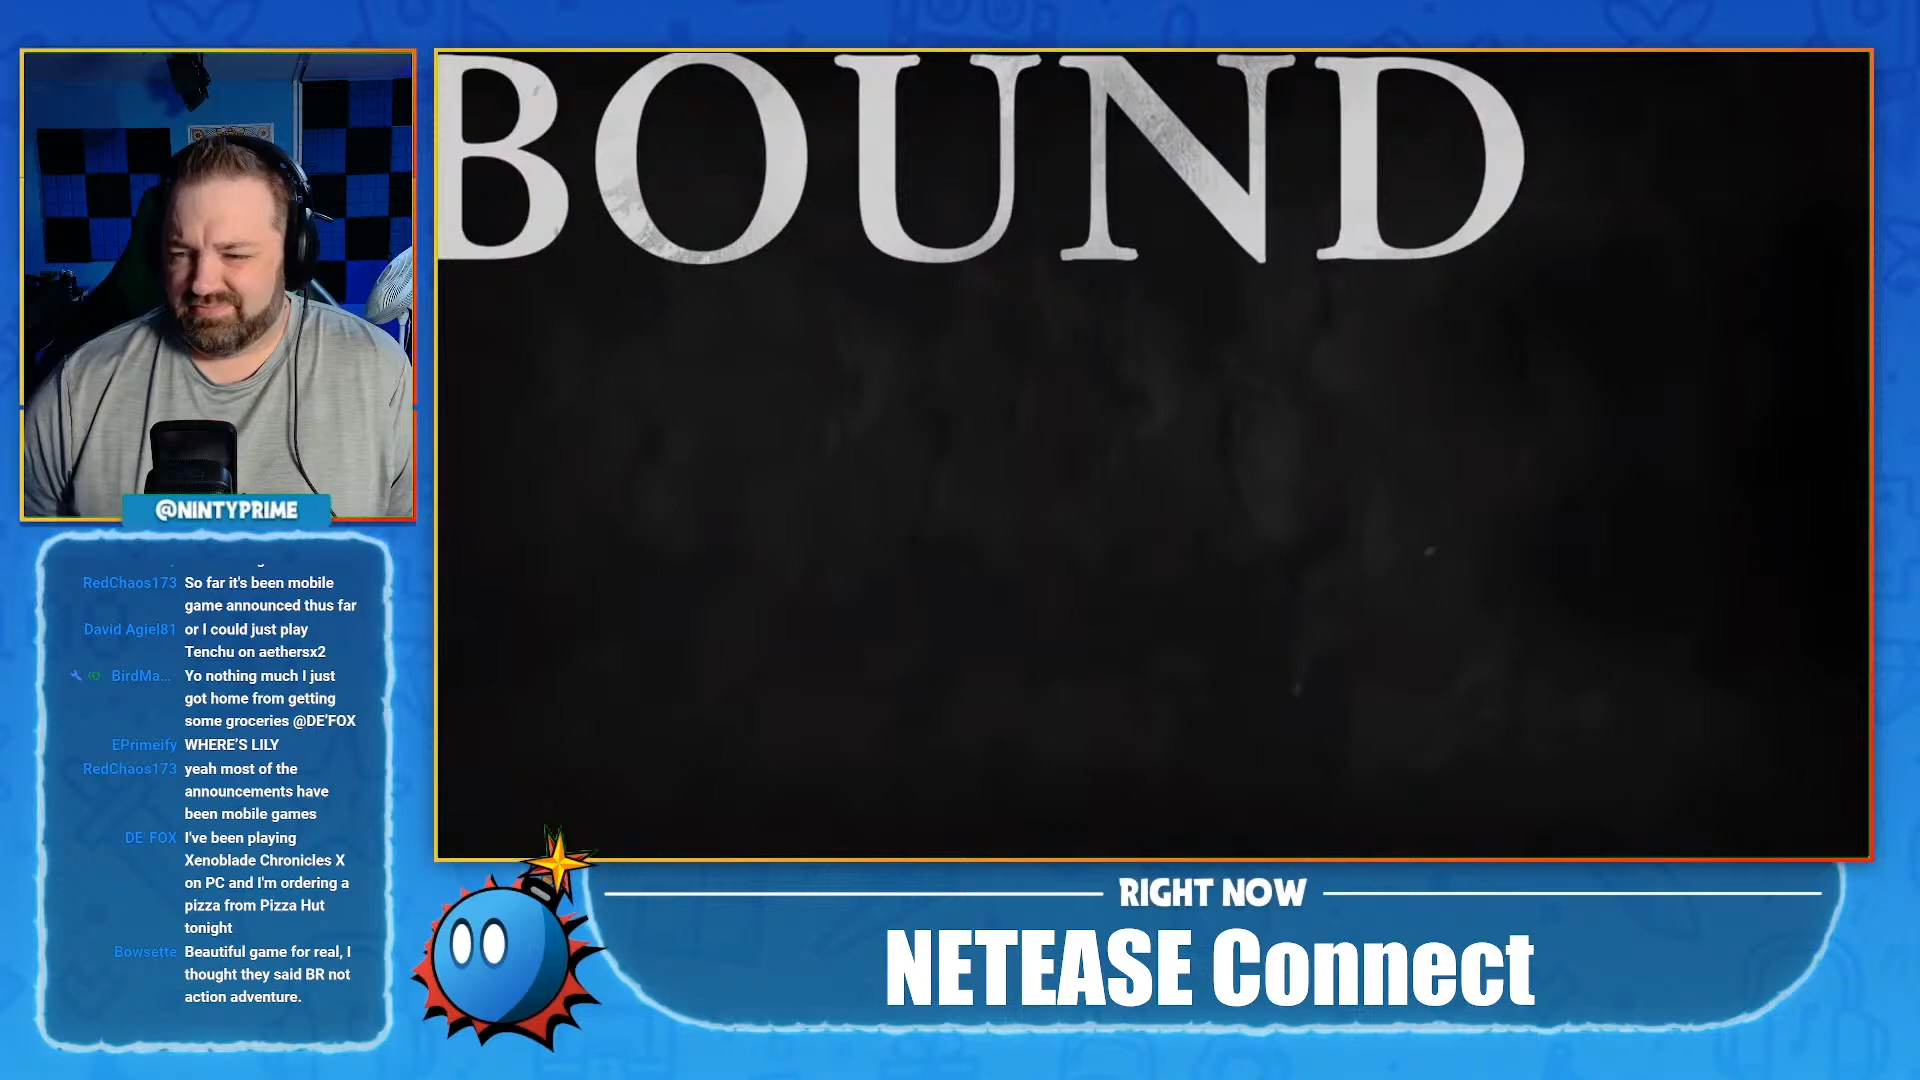 BOUND
@NINTYPRIME
RedChaos173 So far it's been mobile
game announced thus far
David Agiel81 or I could just play
Tenchu on aethersx2
BirdMa... Yo nothing much I just
got home from getting
some groceries @DE'FOX
EPrimeify WHERE'S LILY
RedChaos173 yeah most of the
announcements have
been mobile games
DE FOX I've been playing
Xenoblade Chronicles X
on PC and I'm ordering a
pizza from Pizza Hut
tonight
Bowsette Beautiful game for real, I
thought they said BR not
action adventure.
RIGHT NOW
NETEASE Connect